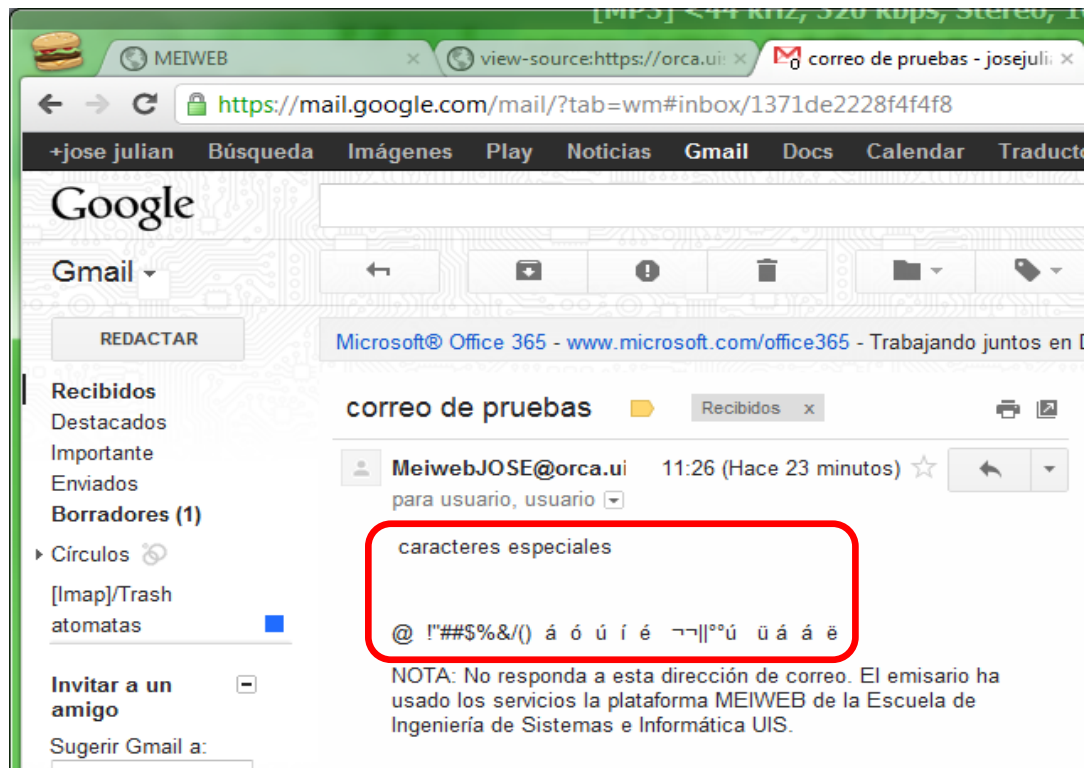 [MP3] <44 kHz, 320 kbps, Stereo,
MEIWEB
view-source:https://orca.ui
correo de pruebas - josejuli
https://mail.google.com/mail/?tab=wm#inbox/1371de2228f4f4f8
+jose julian Búsqueda Imágenes Play Noticias Gmail Docs Calendar Traducto
Google
Gmail
REDACTAR
Microsoft® Office 365 - www.microsoft.com/office365 - Trabajando juntos en
Recibidos
Destacados
Importante
Enviados
Borradores (1)
Círculos
[Imap]/Trash
atomatas
Invitar a un
amigo
Sugerir Gmail a:
correo de pruebas Recibidos x
MeiwebJOSE@orca.ui 11:26 (Hace 23 minutos)
para usuario, usuario
caracteres especiales
@ !"##$%&/() á ó ú í é ¬¬||°°ú ü á á ë
NOTA: No responda a esta dirección de correo. El emisario ha
usado los servicios la plataforma MEIWEB de la Escuela de
Ingeniería de Sistemas e Informática UIS.